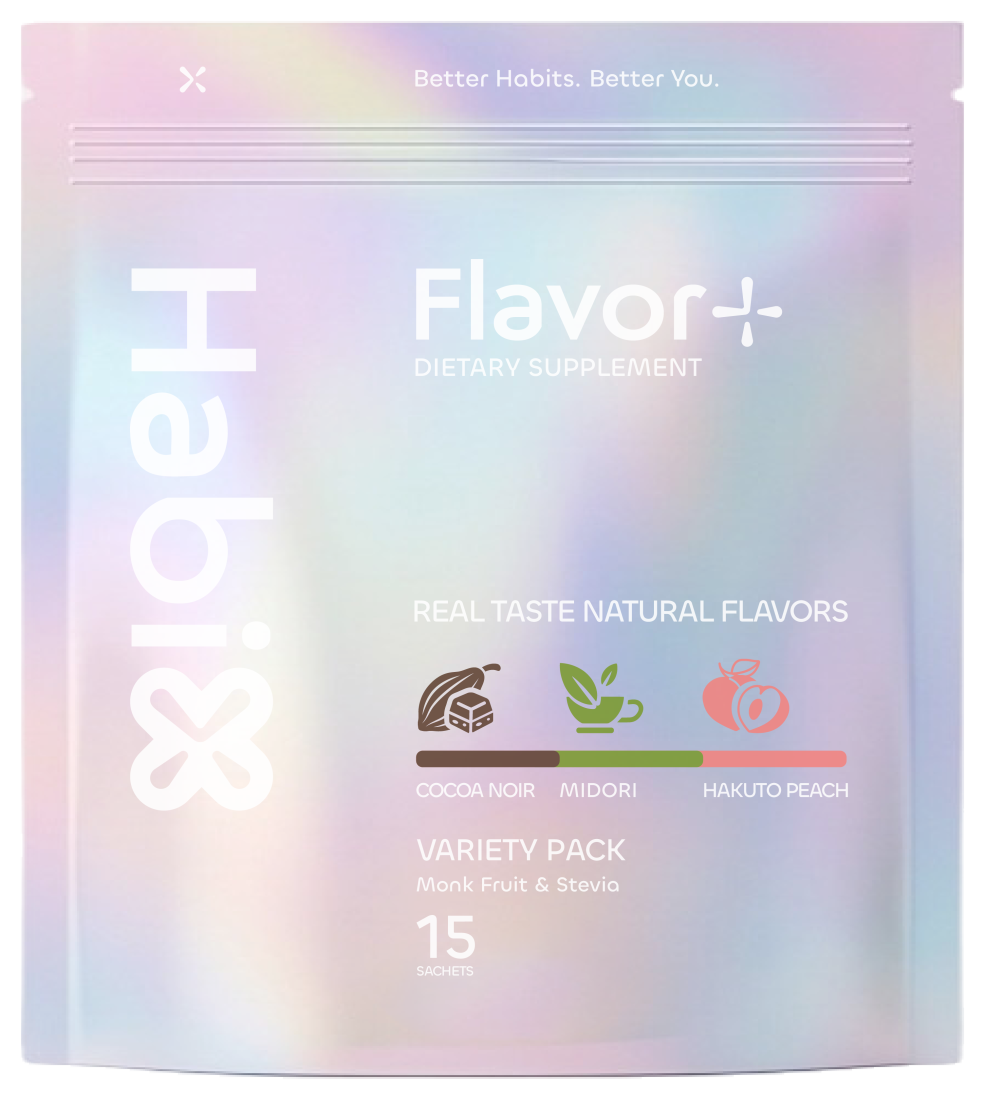 Better Habits. Better You.
Habi
Flavor+
DIETARY SUPPLEMENT
REAL TASTE NATURAL FLAVORS
COCOA NOIR MIDORI HAKUTO PEACH
VARIETY PACK
Monk Fruit & Stevia
15
SACHETS